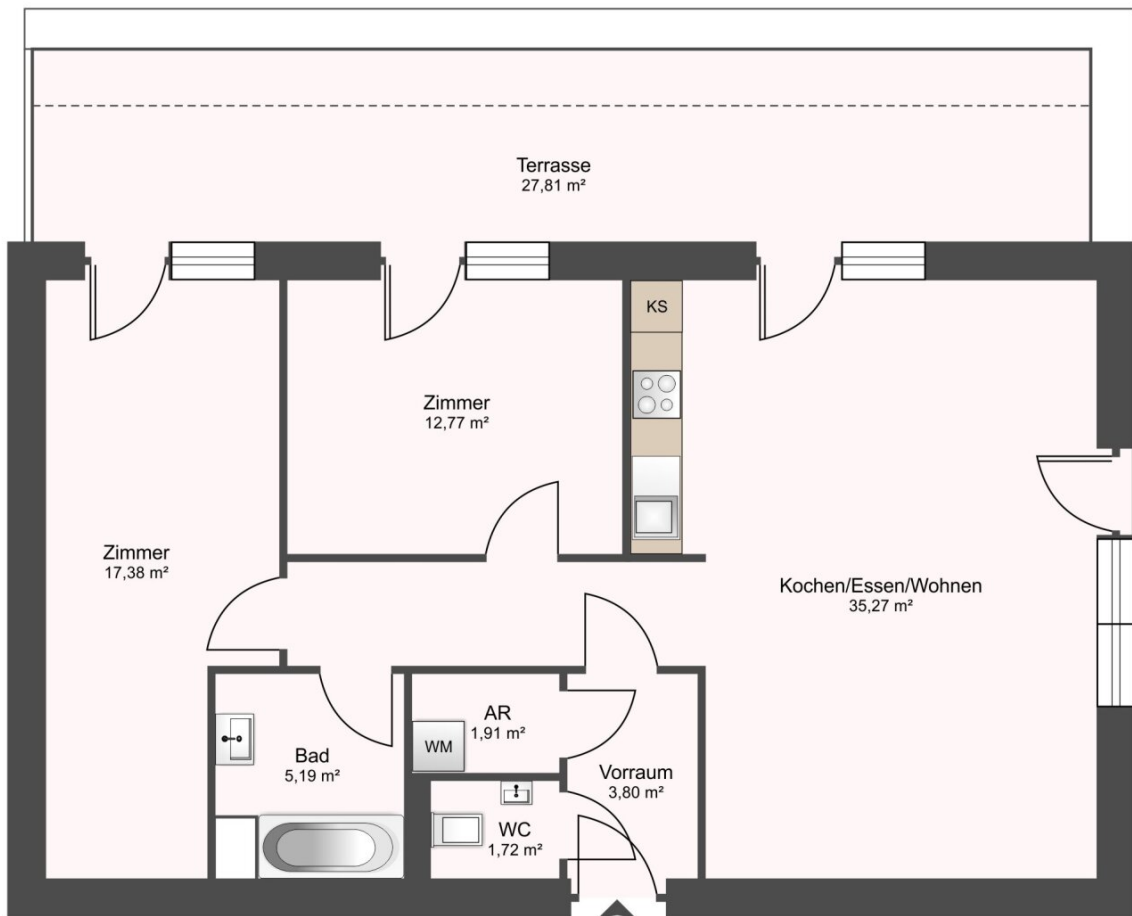 Terrasse
27,81 m²
KS
Zimmer
12,77 m²
Zimmer
17,38 m²
Kochen/Essen/Wohnen
35,27 m²
AR
1,91 m²
WM
Bad
5,19 m²
Vorraum
3,80 m²
WC
1,72 m²